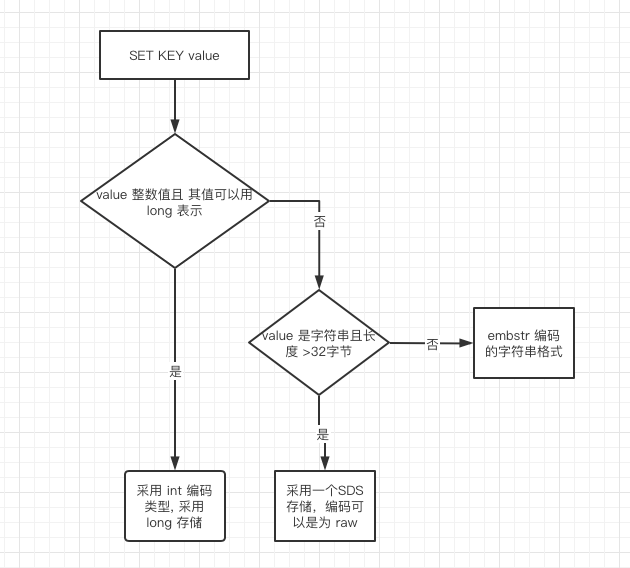 SET KEY value
value 整数值且 其值可以用
long 表示
否
value 是字符串且长
度 >32字节
否
embstr 编码
的字符串格式
是
是
采用 int 编码
类型, 采用
long 存储
采用一个SDS
存储，编码可
以是为 raw